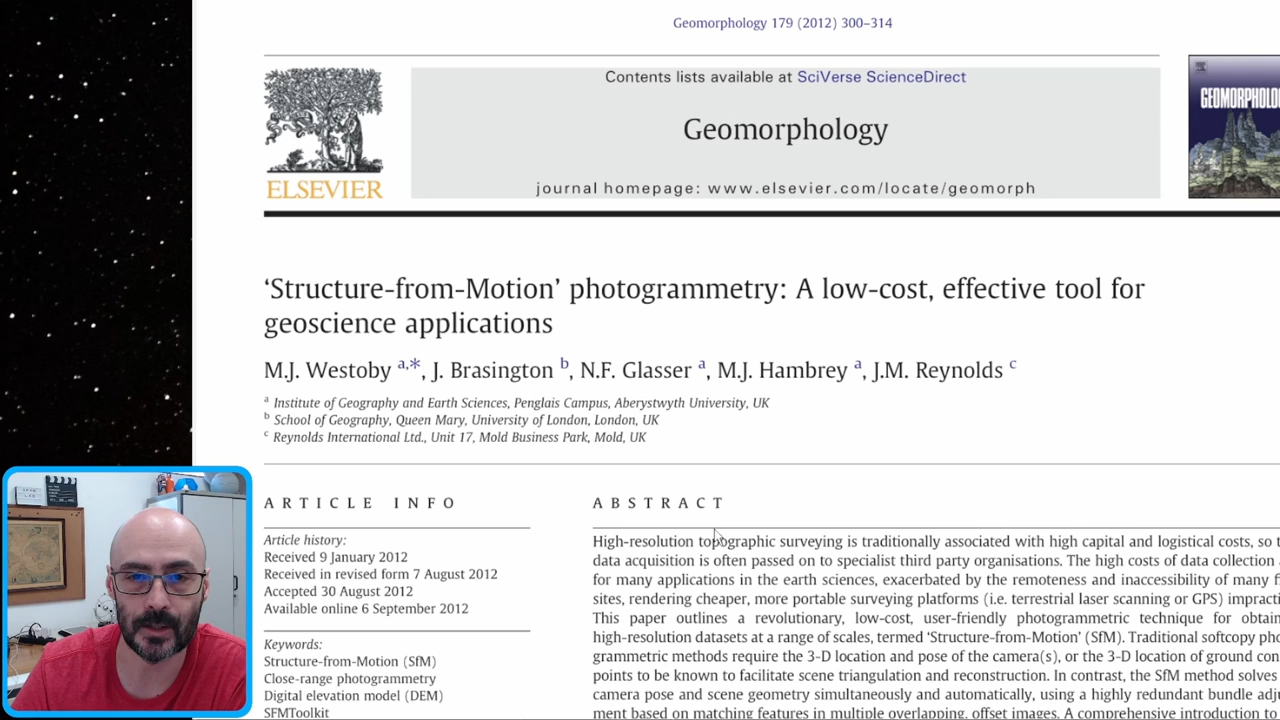 Geomorphology 179 (2012) 300–314
Contents lists available at SciVerse ScienceDirect
Geomorphology
journal homepage: www.elsevier.com/locate/geomorph
ELSEVIER
‘Structure-from-Motion’ photogrammetry: A low-cost, effective tool for
geoscience applications
M.J. Westoby a,*, J. Brasington b, N.F. Glasser a, M.J. Hambrey a, J.M. Reynolds c
a Institute of Geography and Earth Sciences, Penglais Campus, Aberystwyth University, UK
b School of Geography, Queen Mary, University of London, London, UK
c Reynolds International Ltd., Unit 17, Mold Business Park, Mold, UK
ARTICLE INFO
Article history:
Received 9 January 2012
Received in revised form 7 August 2012
Accepted 30 August 2012
Available online 6 September 2012
Keywords:
Structure-from-Motion (SfM)
Close-range photogrammetry
Digital elevation model (DEM)
SFMToolkit
ABSTRACT
High-resolution topographic surveying is traditionally associated with high capital and logistical costs, so
data acquisition is often passed on to specialist third party organisations. The high costs of data collection
for many applications in the earth sciences, exacerbated by the remoteness and inaccessibility of many
sites, rendering cheaper, more portable surveying platforms (i.e. terrestrial laser scanning or GPS)
This paper outlines a revolutionary, low-cost, user-friendly photogrammetric technique for
high-resolution datasets at a range of scales, termed ‘Structure-from-Motion’ (SfM). Traditional softcopy
grammetric methods require the 3-D location and pose of the camera(s), or the 3-D location of ground
points to be known to facilitate scene triangulation and reconstruction. In contrast, the SfM method solves
camera pose and scene geometry simultaneously and automatically, using a highly redundant bundle
ment based on matching features in multiple overlapping, offset images. A comprehensive introduction to